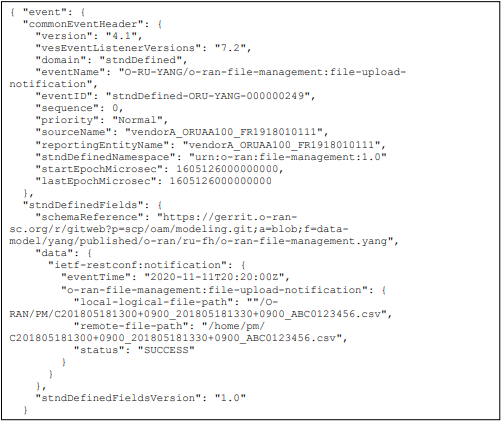 { "event": {
"commonEventHeader": {
"version": "4.1",
"vesEventListenerVersions": "7.2",
"domain": "stndDefined",
"eventName": "O-RU-YANG/o-ran-file-management:file-upload-
notification",
"eventID": "stndDefined-ORU-YANG-000000249",
"sequence": 0,
"priority": "Normal",
"sourceName": "vendorA_ORUAA100_FR1918010111",
"reportingEntityName": "vendorA_ORUAA100_FR1918010111",
"stndDefinedNamespace": "urn:o-ran:file-management:1.0"
"startEpochMicrosec": 1605126000000000,
"lastEpochMicrosec": 1605126000000000
},
"stndDefinedFields": {
"schemaReference": "https://gerrit.o-ran-
sc.org/r/gitweb?p=scp/oam/modeling.git;a=blob;f=data-
model/yang/published/o-ran/ru-fh/o-ran-file-management.yang",
"data": {
"ietf-restconf:notification": {
"eventTime": "2020-11-11T20:20:00Z",
"o-ran-file-management:file-upload-notification": {
"local-logical-file-path": ""/O-
RAN/PM/C201805181300+0900_201805181330+0900_ABC0123456.csv",
"remote-file-path": "/home/pm/
C201805181300+0900_201805181330+0900_ABC0123456.csv",
"status": "SUCCESS"
}
}
},
"stndDefinedFieldsVersion": "1.0"
}